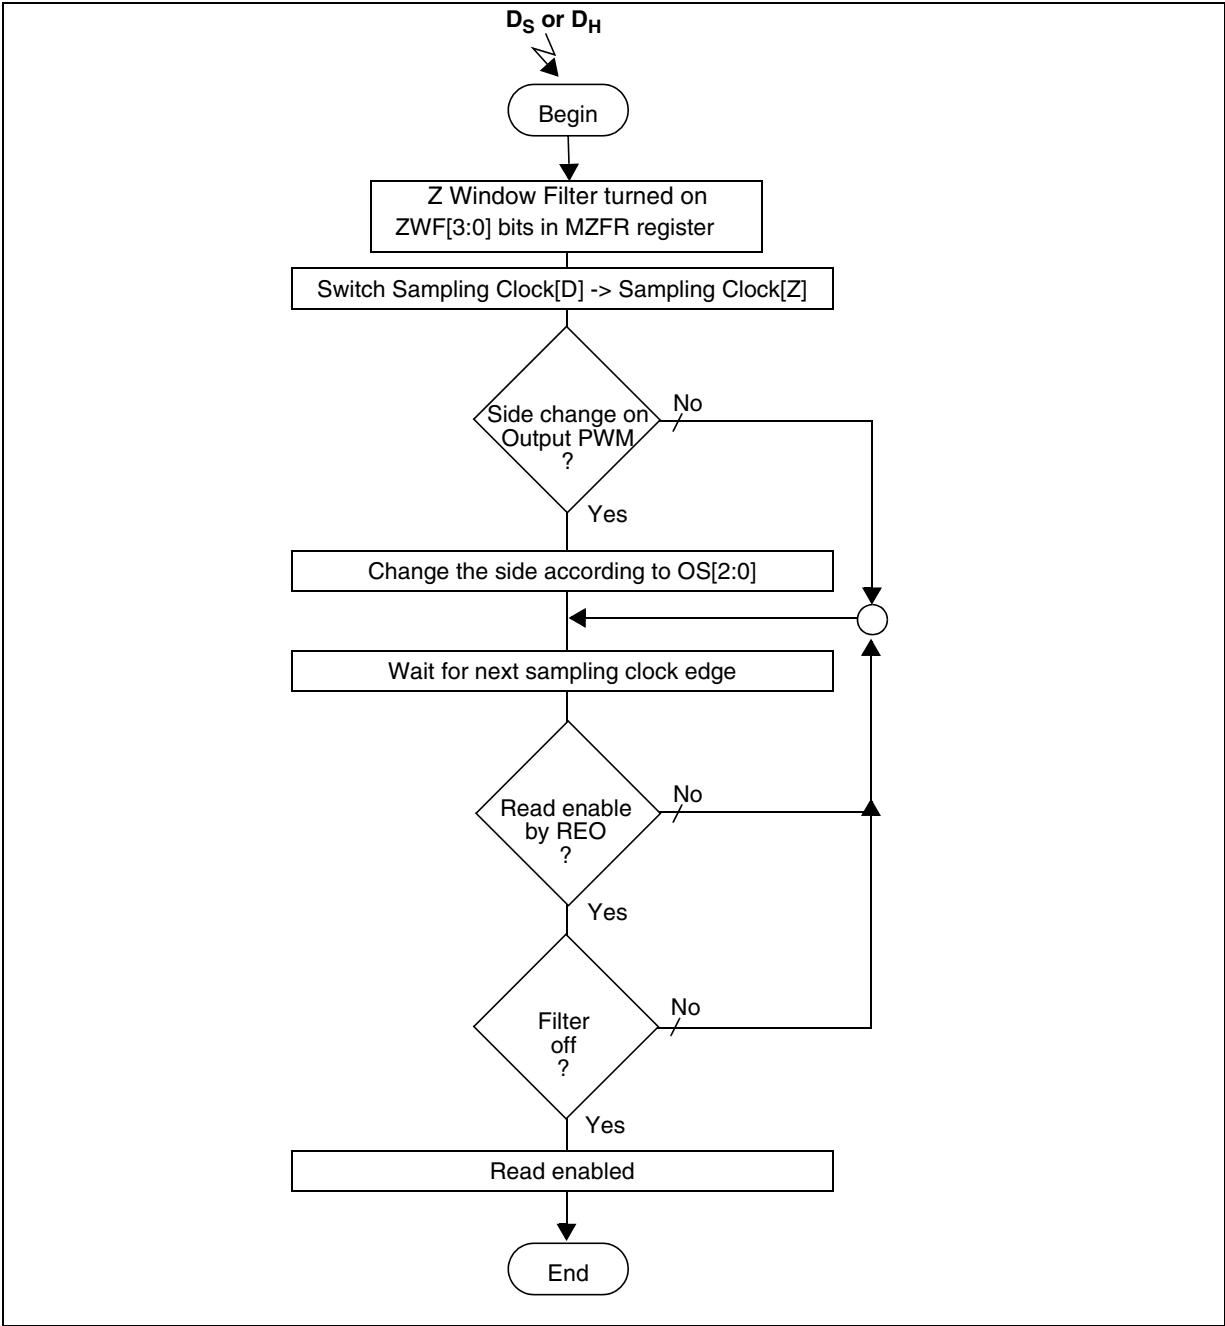 DS or DH
Begin
Z Window Filter turned on
ZWF[3:0] bits in MZFR register
Switch Sampling Clock[D] -> Sampling Clock[Z]
Side change on
Output PWM
?
No
Yes
Change the side according to OS[2:0]
Wait for next sampling clock edge
Read enable
by REO
?
No
Yes
Filter
off
?
No
Yes
Read enabled
End